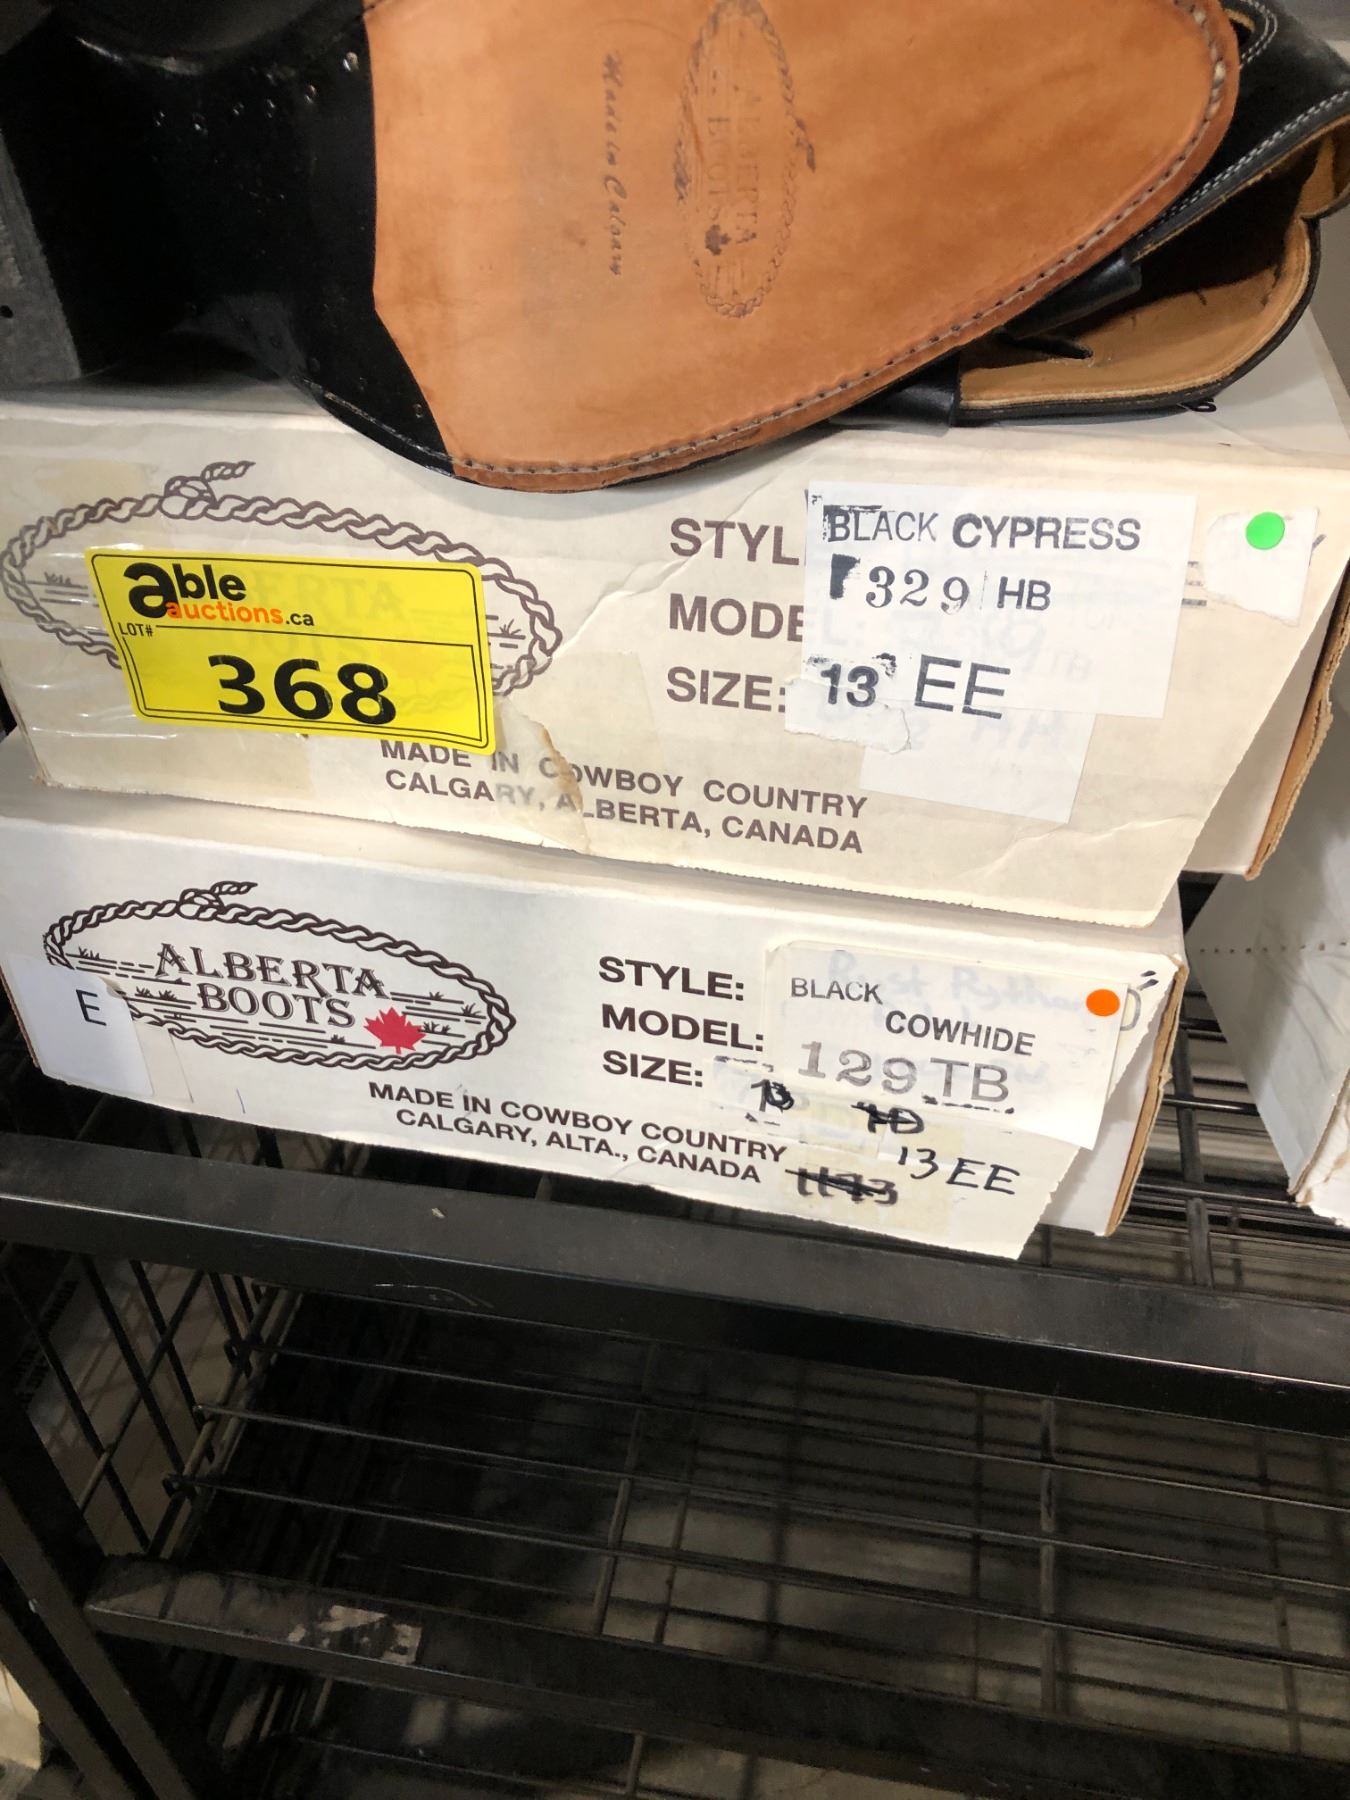 ALBERTA
BOOTS
Made in Calgary
STYL
BLACK CYPRESS
MODE
329 HB
SIZE: 13 EE
able
auctions.ca
LOT#
368
MADE IN COWBOY COUNTRY
CALGARY, ALBERTA, CANADA
ALBERTA
BOOTS
E
STYLE: BLACK
COWHIDE
MODEL: 129 TB
SIZE: 13
13 EE
MADE IN COWBOY COUNTRY
CALGARY, ALTA., CANADA